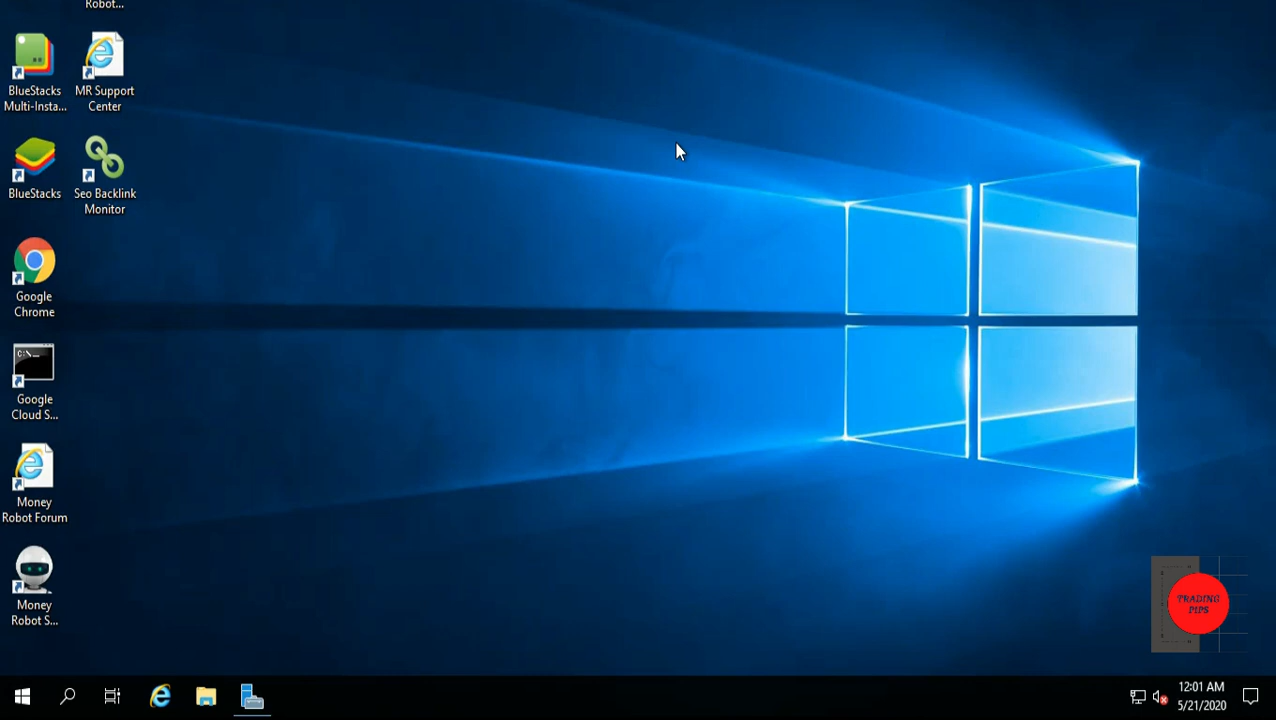 Robot...
BlueStacks
Multi-Insta...
MR Support
Center
BlueStacks
Seo Backlink
Monitor
Google
Chrome
C:\_
Google
Cloud S...
Money
Robot Forum
Money
Robot S...
TRADING
PIPS
12:01 AM
5/21/2020